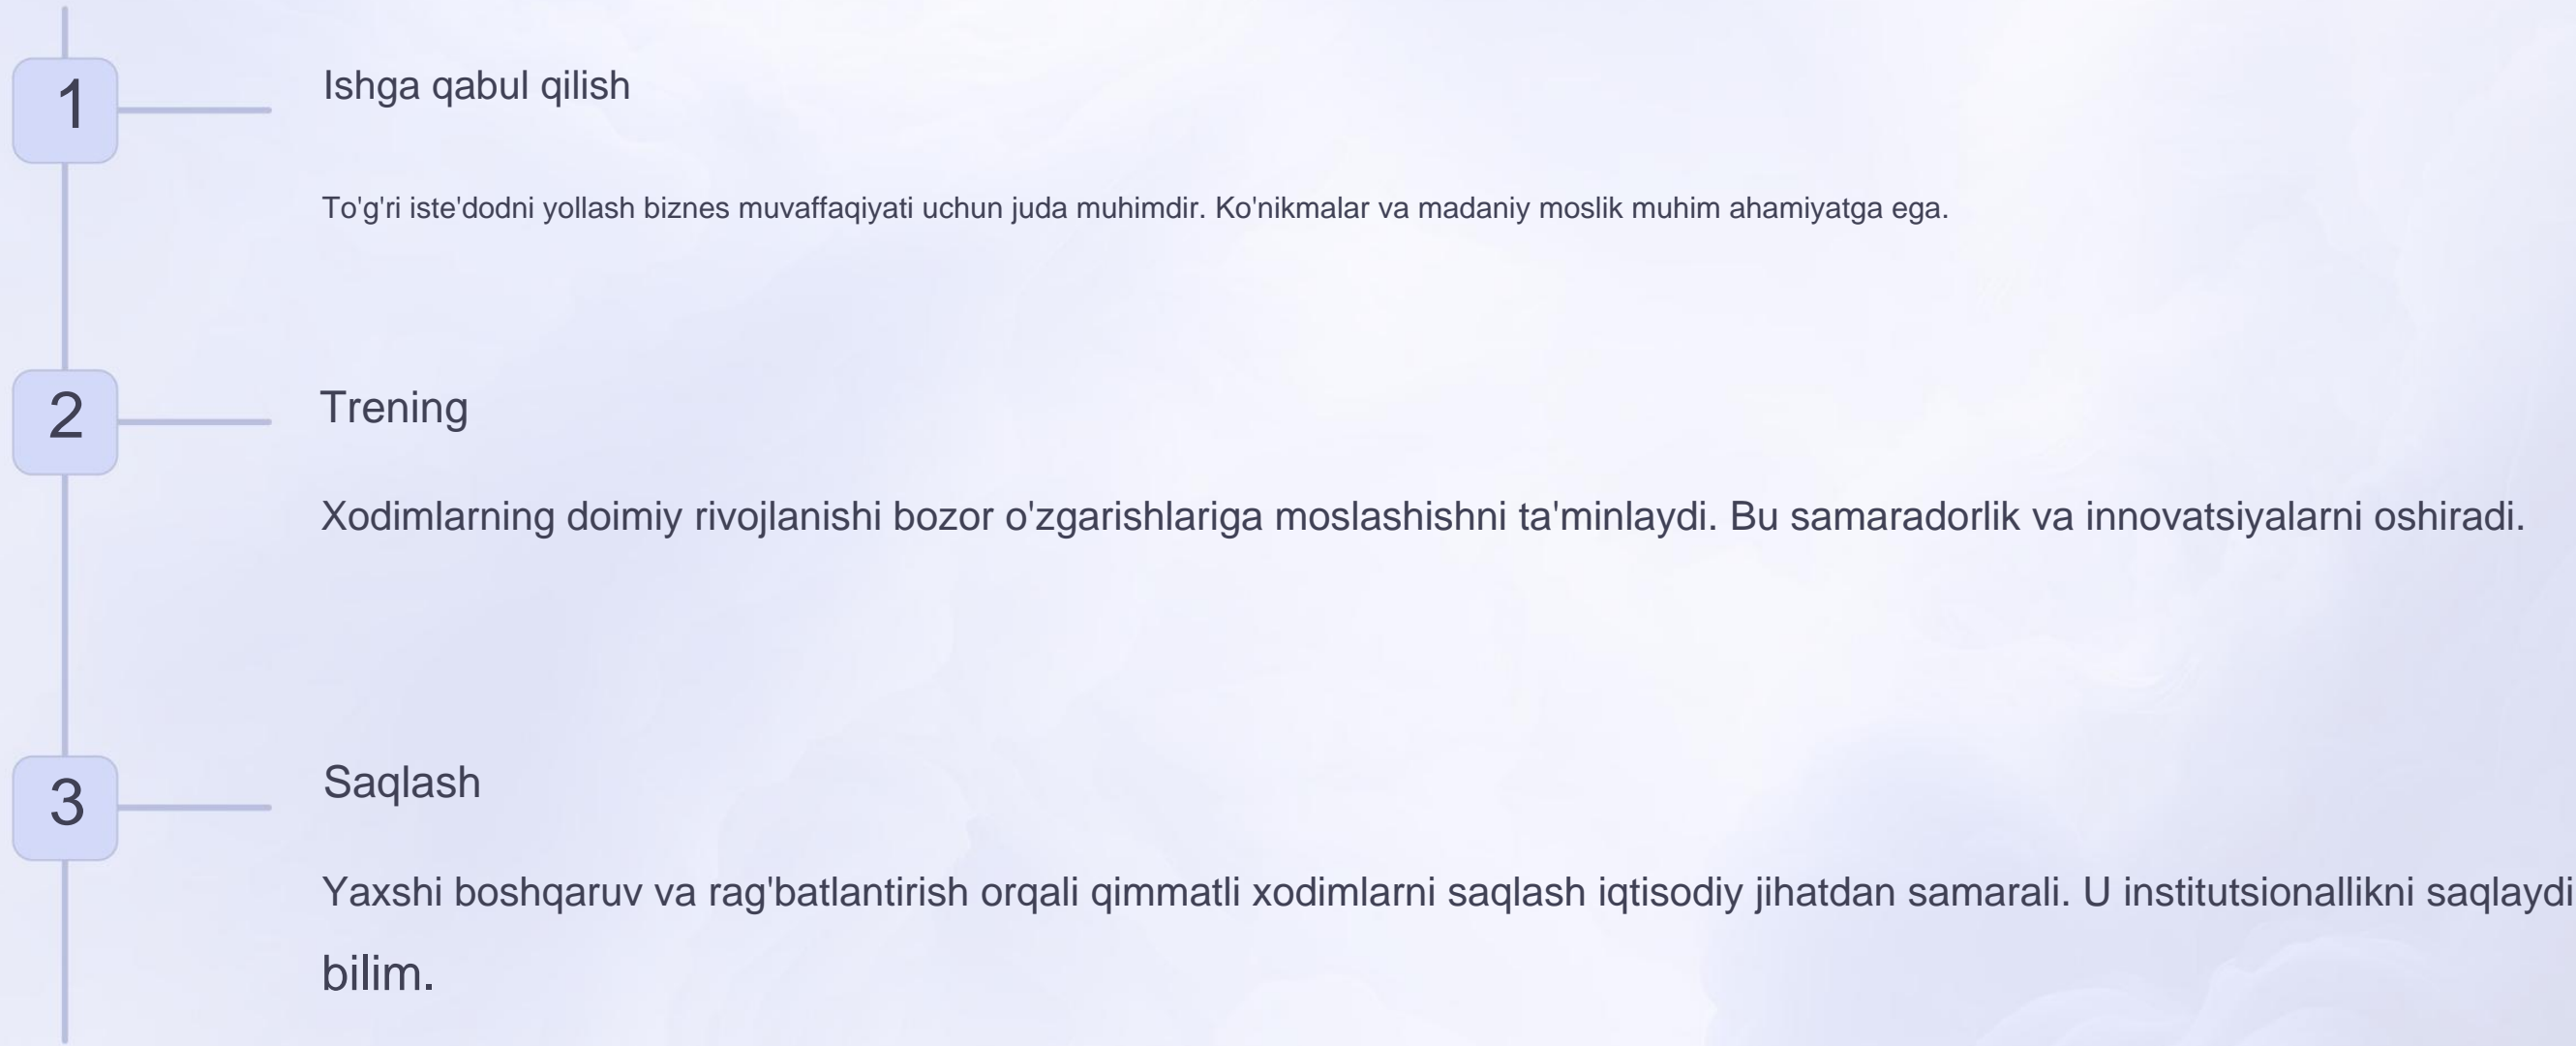 1
Ishga qabul qilish
To'g'ri iste'dodni yollash biznes muvaffaqiyati uchun juda muhimdir. Ko'nikmalar va madaniy moslik muhim ahamiyatga ega.
2
Trening
Xodimlarning doimiy rivojlanishi bozor o'zgarishlariga moslashishni ta'minlaydi. Bu samaradorlik va innovatsiyalarni oshiradi.
3
Saqlash
Yaxshi boshqaruv va rag'batlantirish orqali qimmatli xodimlarni saqlash iqtisodiy jihatdan samarali. U institutsionallikni saqlaydi
bilim.